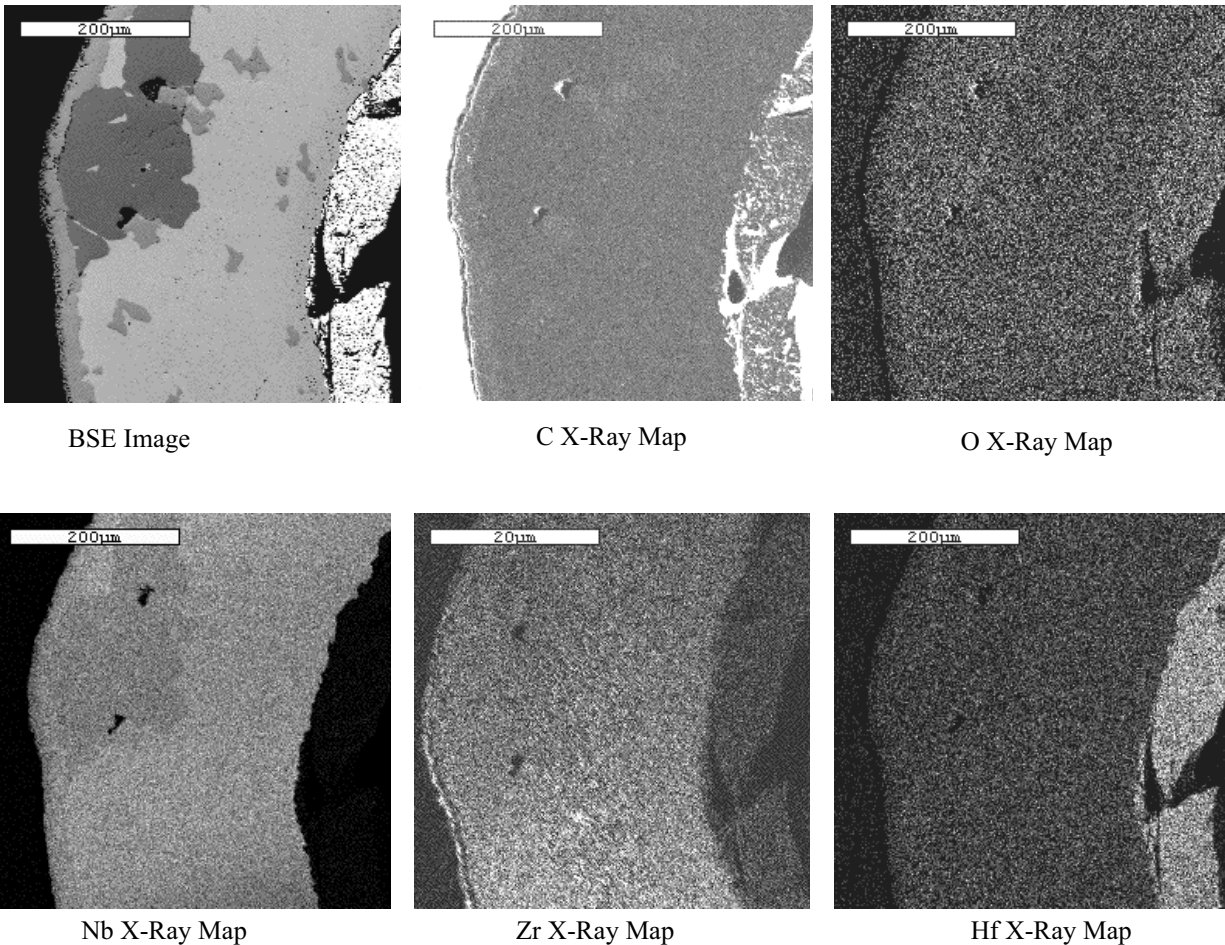 200µm
200µm
200µm
BSE Image
C X-Ray Map
O X-Ray Map
200µm
20µm
200µm
Nb X-Ray Map
Zr X-Ray Map
Hf X-Ray Map